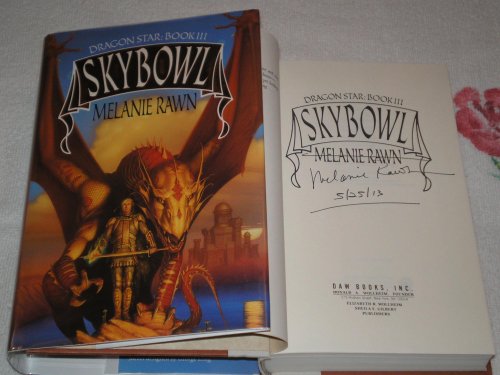 DRAGON STAR: BOOK III
SKYBOWL
MELANIE RAWN
DRAGON STAR: BOOK III
SKYBOWL
MELANIE RAWN
Melanie Rawn
5/25/13
DAW BOOKS, INC.
DONALD A. WOLLHEIM, FOUNDER
ELIZABETH R. WOLLHEIM
SHEILA E. GILBERT
PUBLISHERS